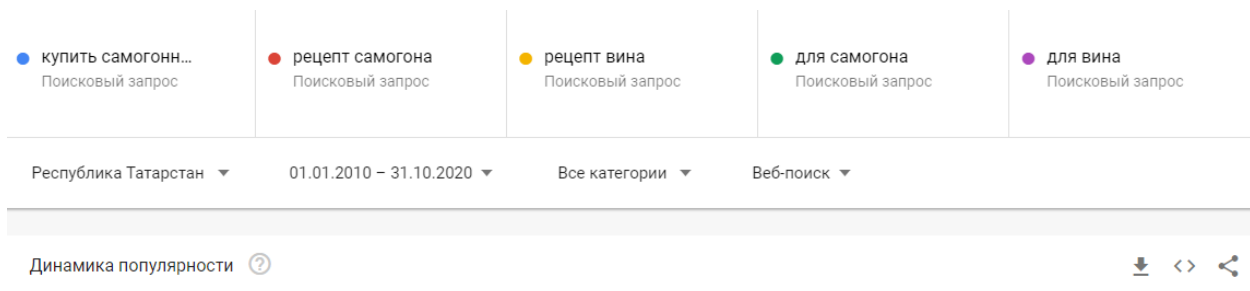 купить самогонн...
Поисковый запрос
рецепт самогона
Поисковый запрос
рецепт вина
Поисковый запрос
для самогона
Поисковый запрос
для вина
Поисковый запрос
Республика Татарстан
01.01.2010 – 31.10.2020
Все категории
Веб-поиск
Динамика популярности